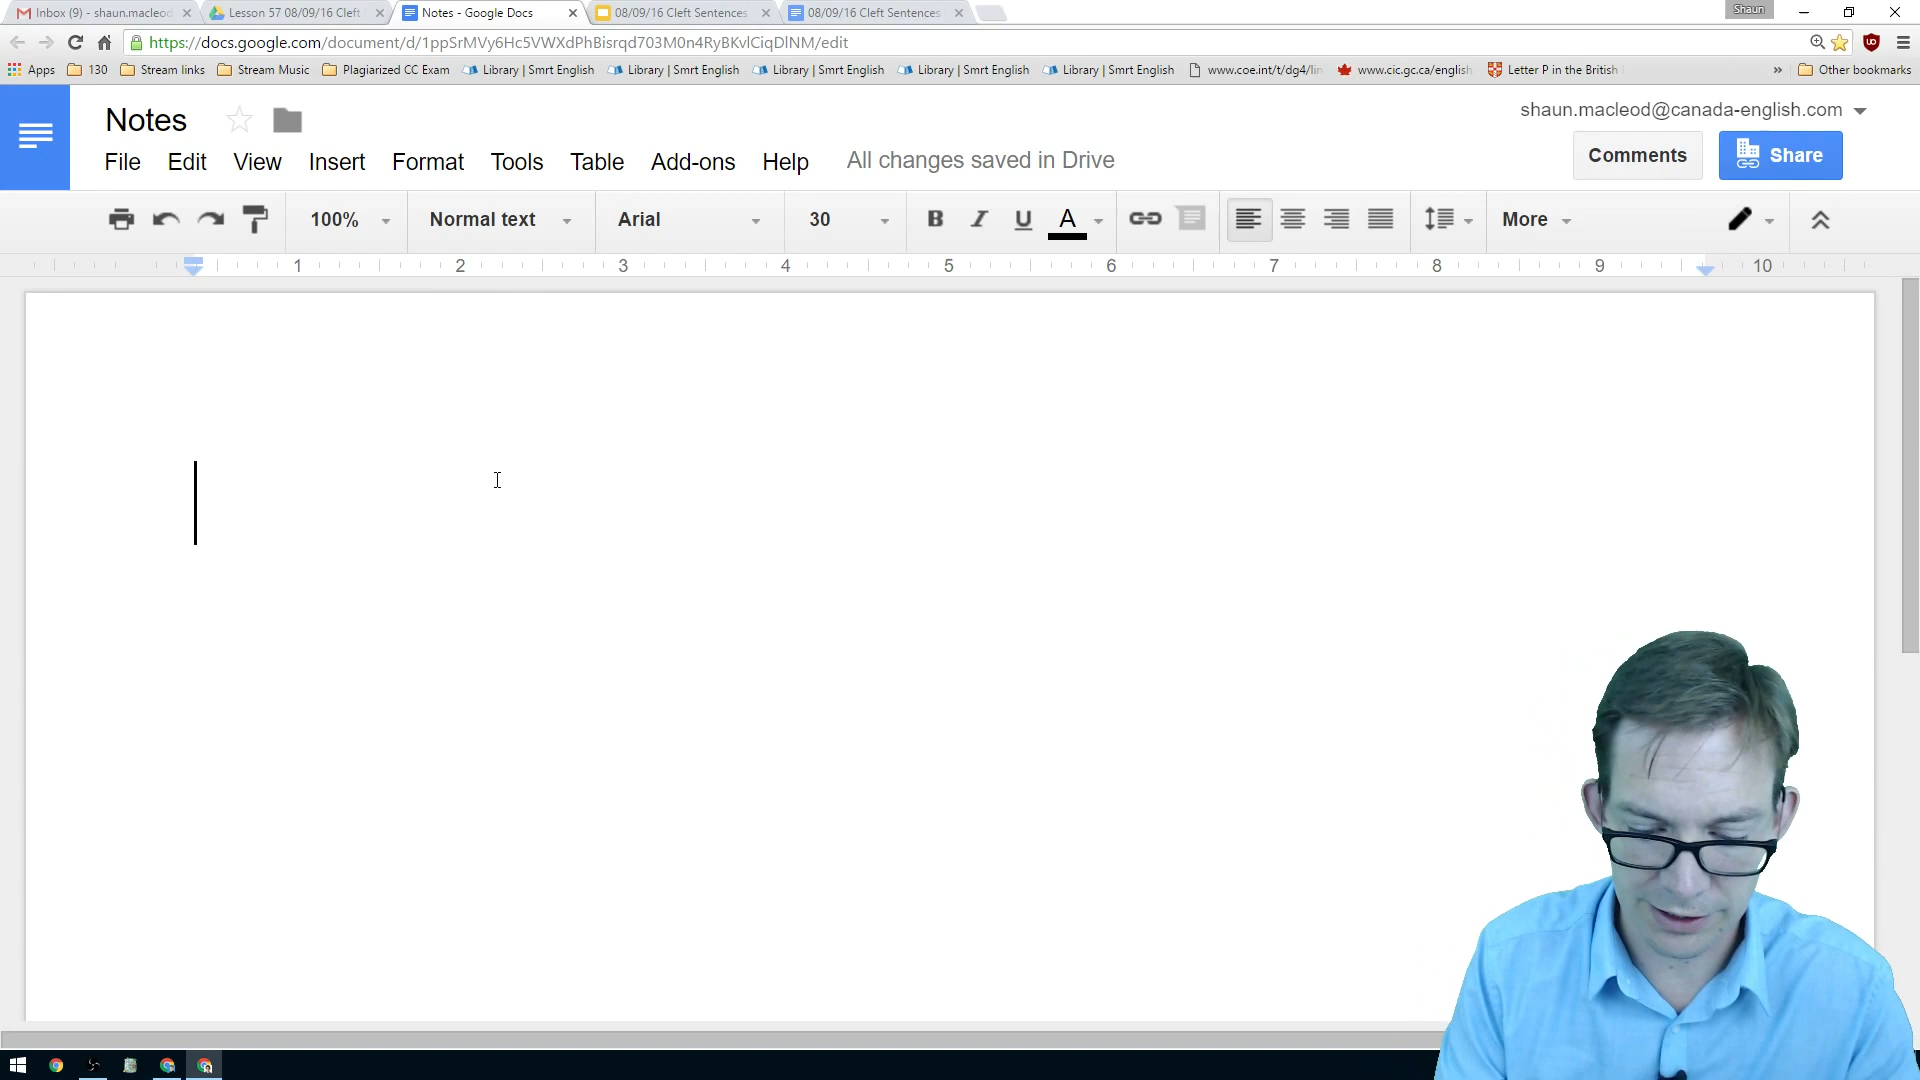 Inbox (9) - shaun.macleod
Lesson 57 08/09/16 Cleft
Notes - Google Docs
08/09/16 Cleft Sentences
08/09/16 Cleft Sentences
Shaun
https://docs.google.com/document/d/1ppSrMVy6Hc5VWXdPhBisrqd703M0n4RyBKvlCiqDlNM/edit
Apps
130
Stream links
Stream Music
Plagiarized CC Exam
Library | Smrt English
Library | Smrt English
Library | Smrt English
Library | Smrt English
Library | Smrt English
www.coe.int/t/dg4/lin
www.cic.gc.ca/english
Letter P in the British
»
Other bookmarks
Notes
shaun.macleod@canada-english.com
File Edit View Insert Format Tools Table Add-ons Help All changes saved in Drive
Comments
Share
100% Normal text Arial 30 B I U A More
1 2 3 4 5 6 7 8 9 10